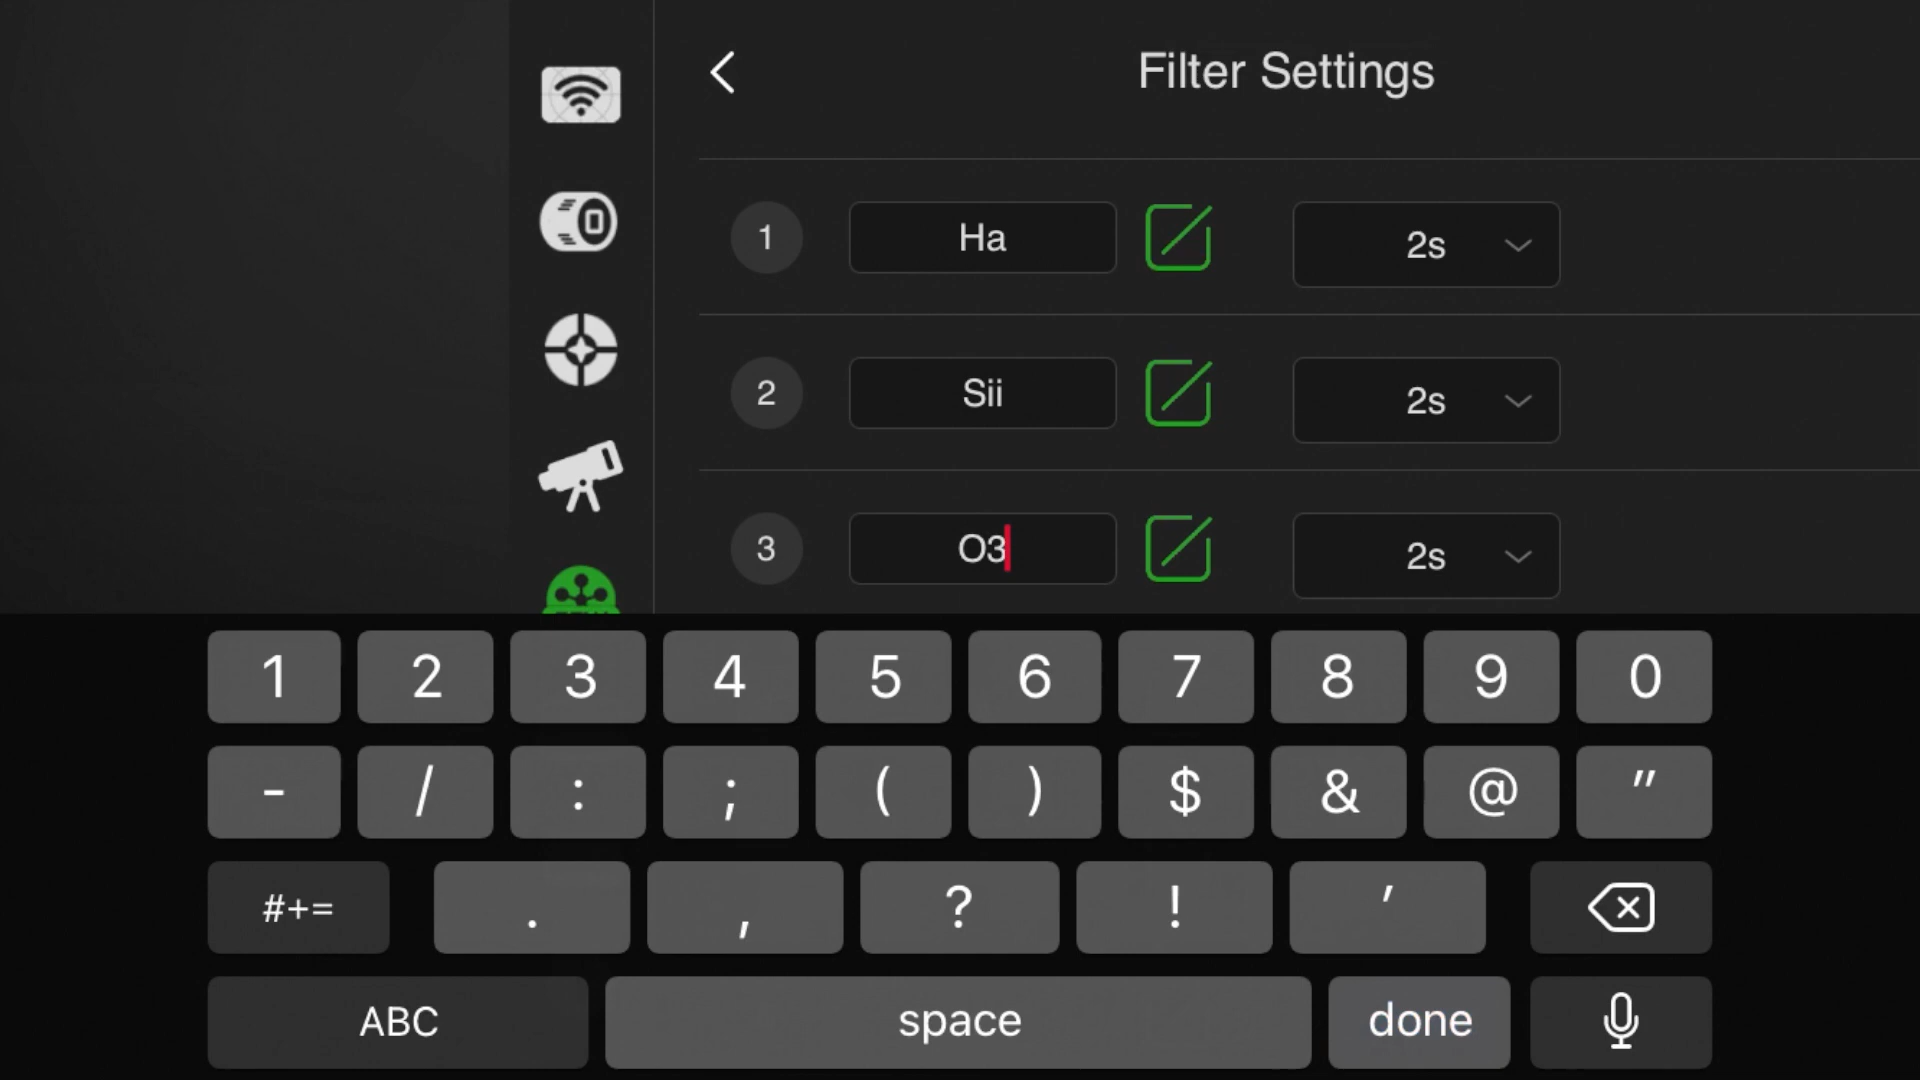 Filter Settings
1 Ha 2s
2 Sii 2s
3 O3 2s
1 2 3 4 5 6 7 8 9 0
- / : ; ( ) $ & @ "
#+= . , ? ! '
ABC space done